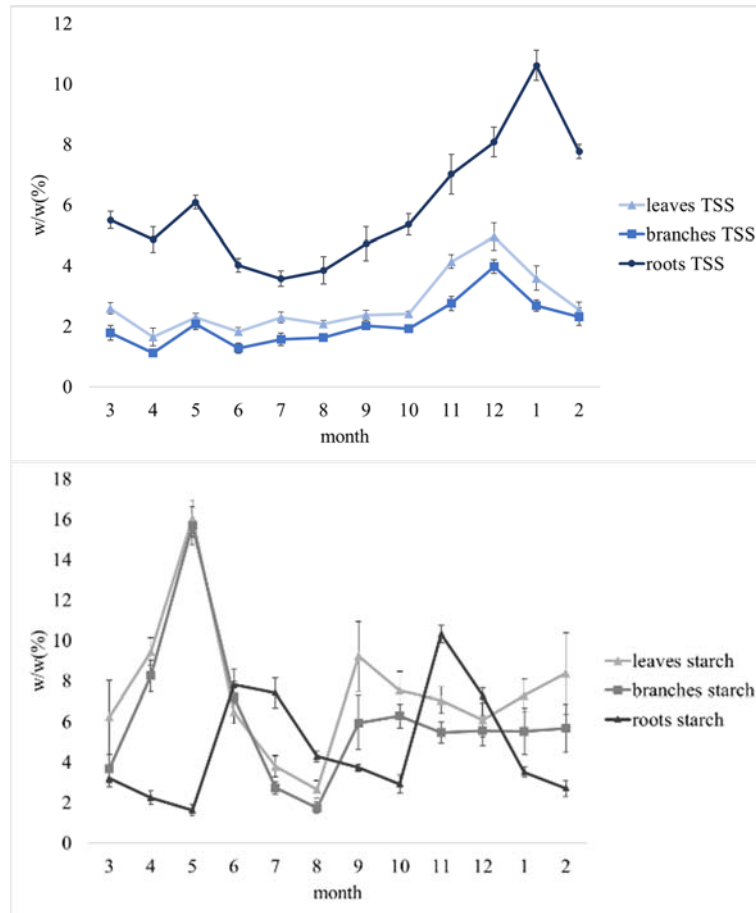 12
10
8
6
4
2
0
w/w(%)
3 4 5 6 7 8 9 10 11 12 1 2
month
leaves TSS
branches TSS
roots TSS
18
16
14
12
10
8
6
4
2
0
w/w(%)
3 4 5 6 7 8 9 10 11 12 1 2
month
leaves starch
branches starch
roots starch